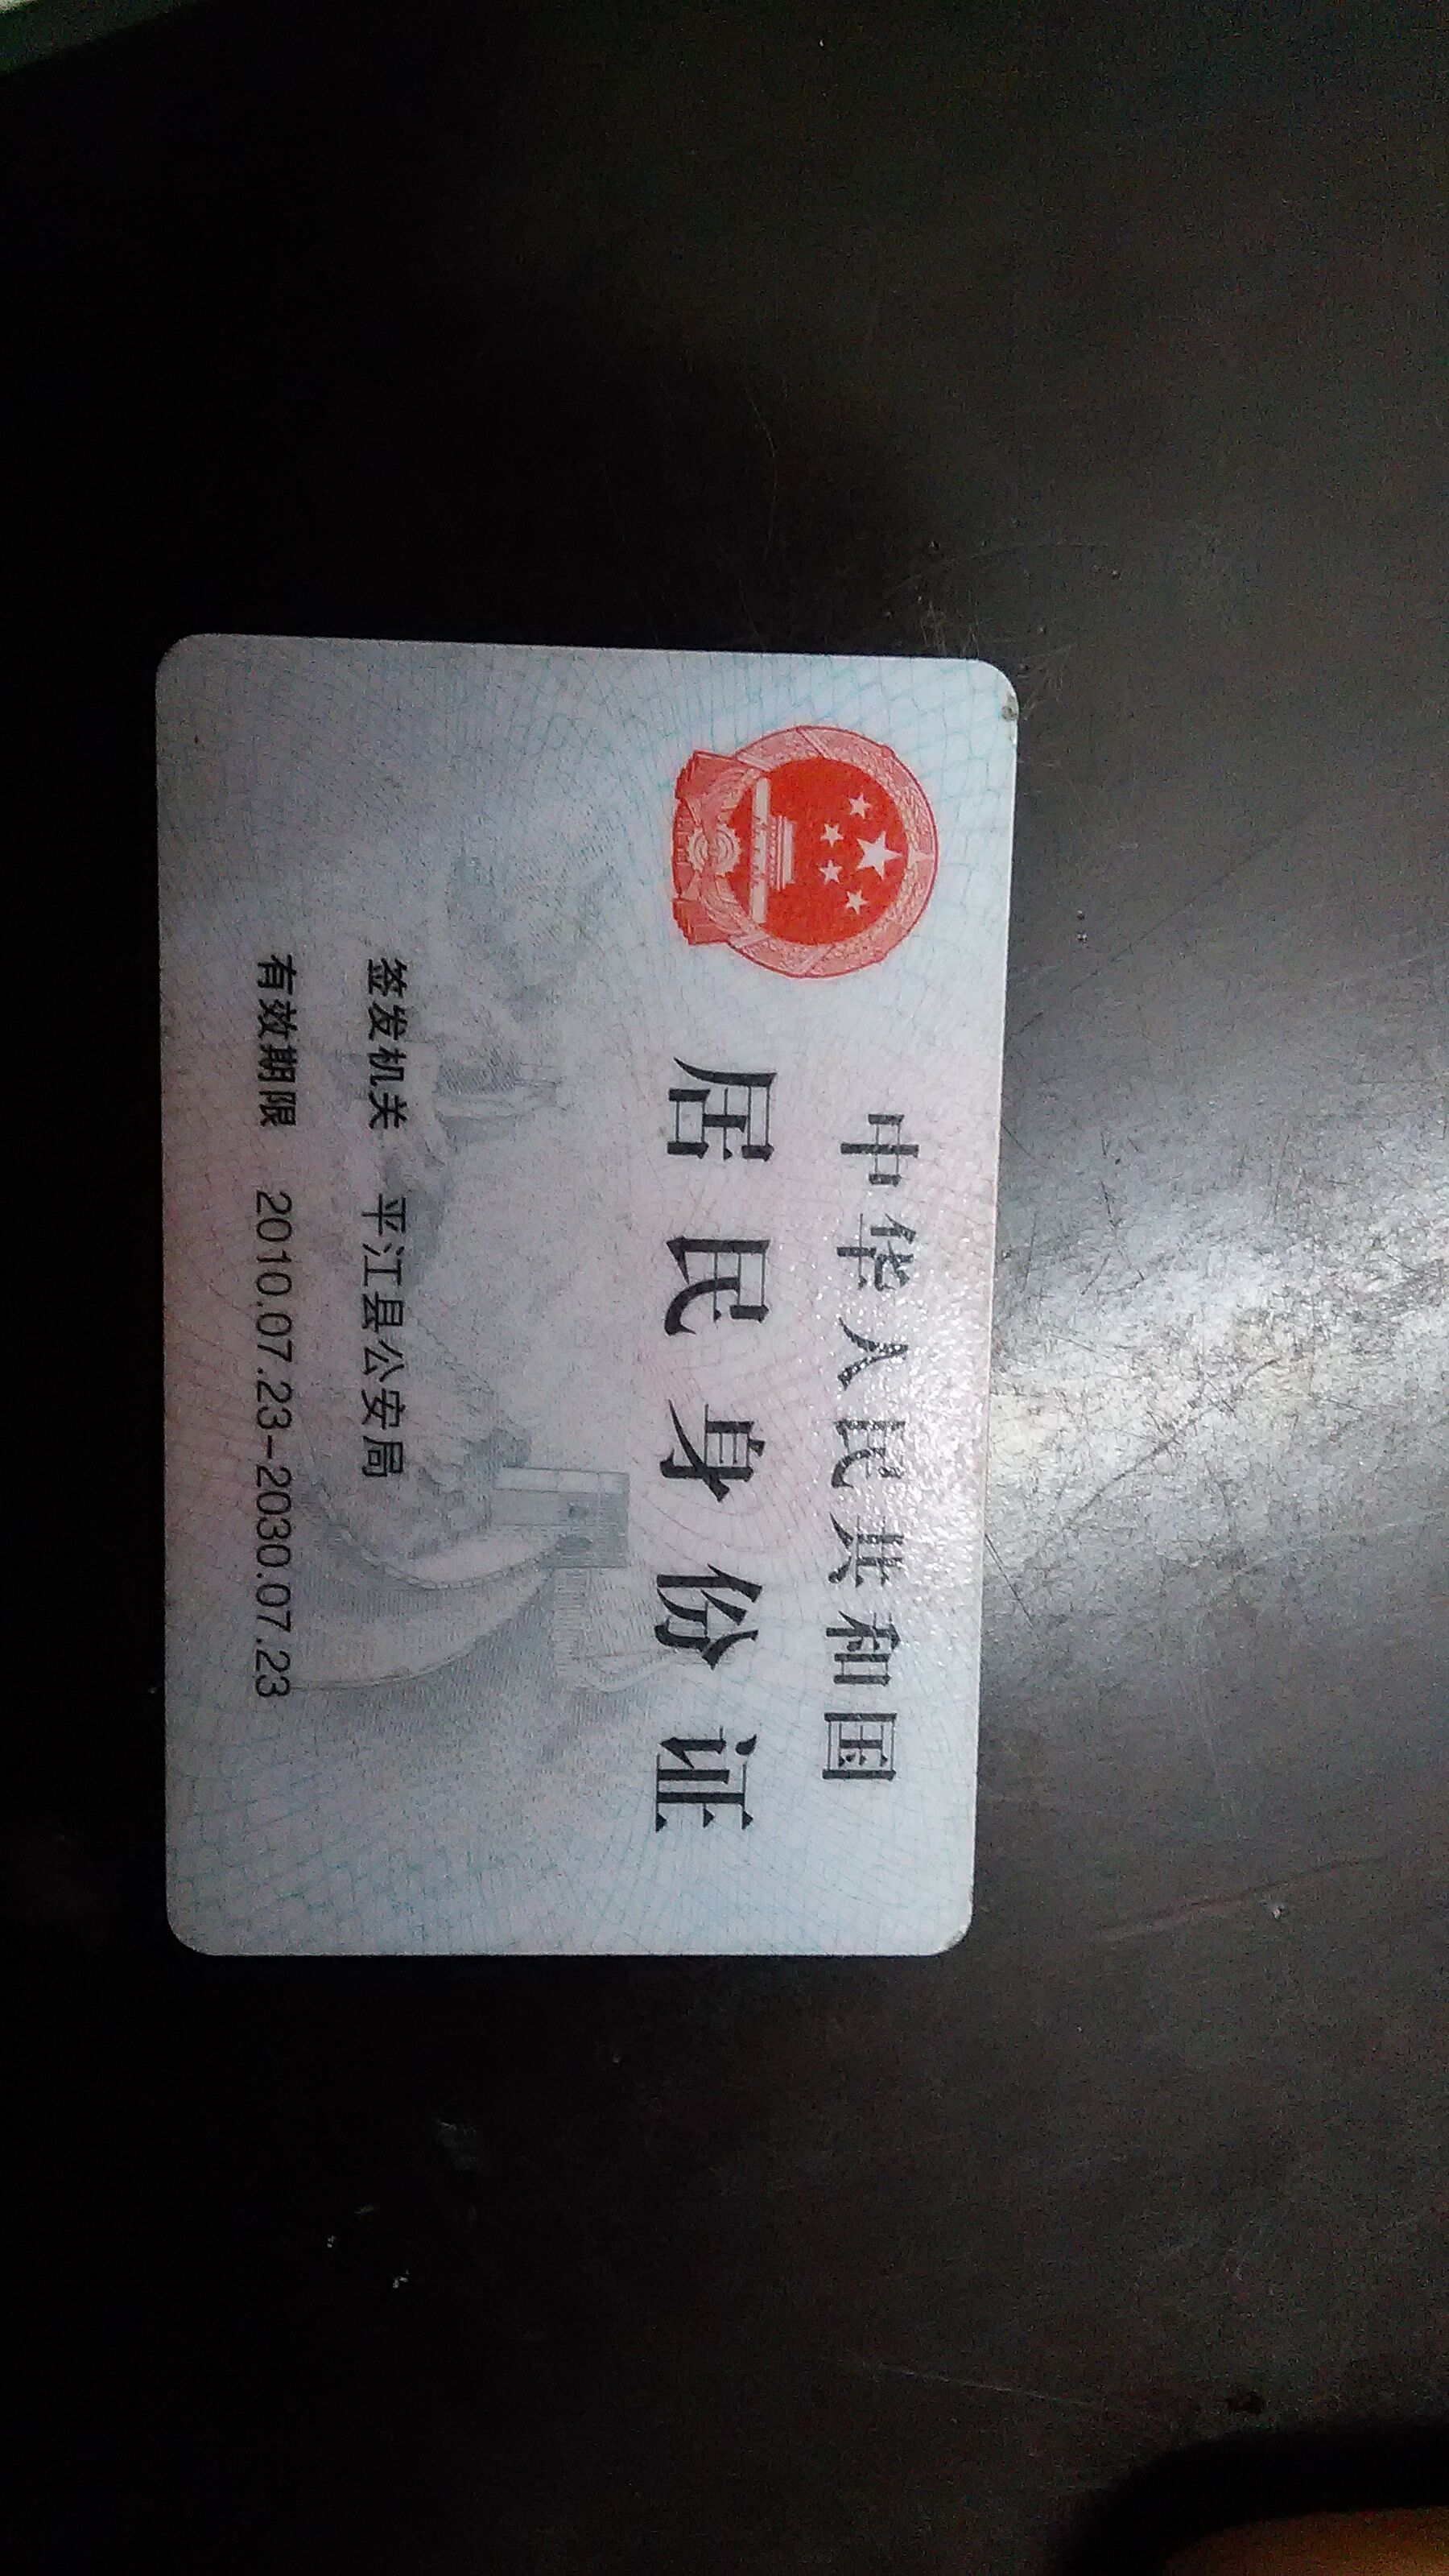 中华人民共和国
居民身份证
签发机关 平江县公安局
有效期限 2010.07.23-2030.07.23